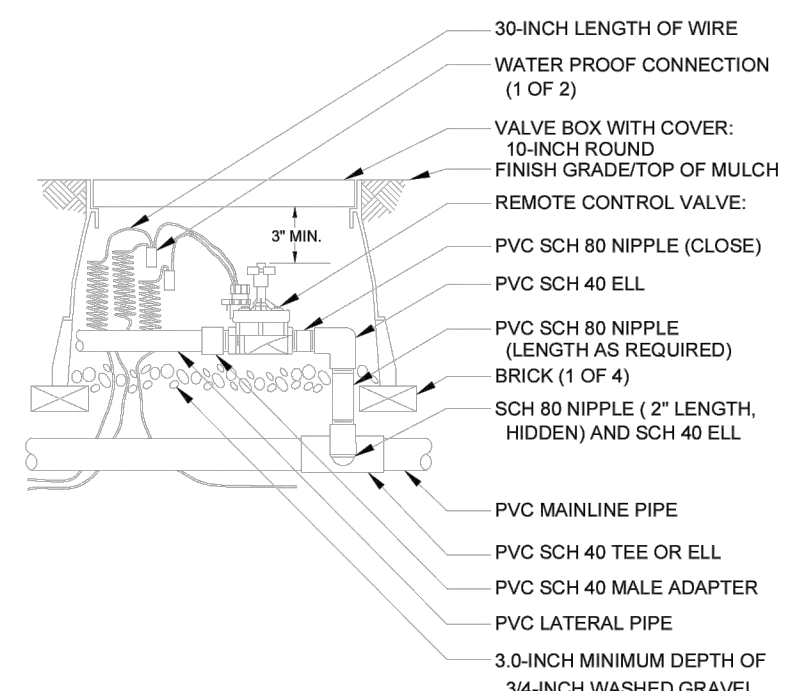 30-INCH LENGTH OF WIRE
WATER PROOF CONNECTION
(1 OF 2)
VALVE BOX WITH COVER:
10-INCH ROUND
FINISH GRADE/TOP OF MULCH
REMOTE CONTROL VALVE:
3" MIN.
PVC SCH 80 NIPPLE (CLOSE)
PVC SCH 40 ELL
PVC SCH 80 NIPPLE
(LENGTH AS REQUIRED)
BRICK (1 OF 4)
SCH 80 NIPPLE ( 2" LENGTH,
HIDDEN) AND SCH 40 ELL
PVC MAINLINE PIPE
PVC SCH 40 TEE OR ELL
PVC SCH 40 MALE ADAPTER
PVC LATERAL PIPE
3.0-INCH MINIMUM DEPTH OF
3/4-INCH WASHED GRAVEL